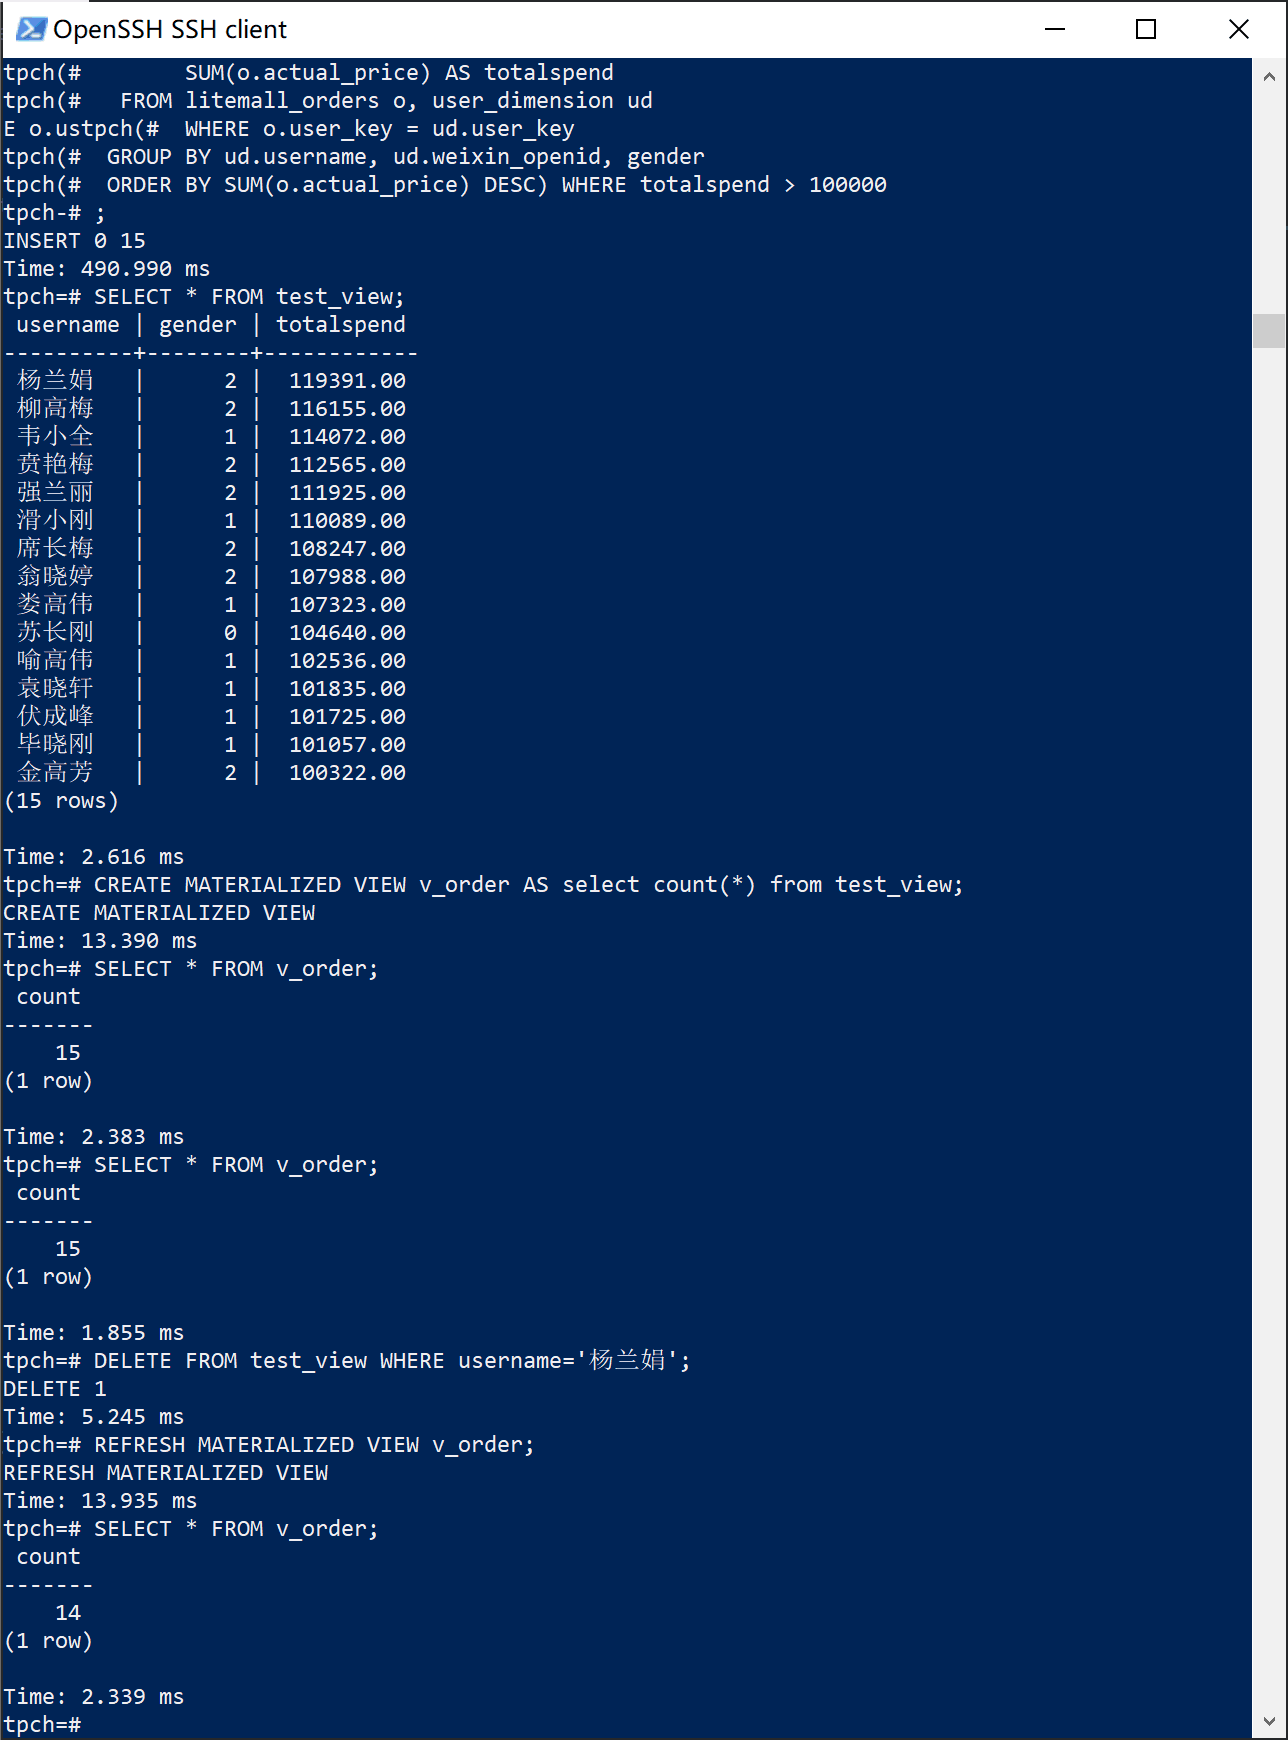 OpenSSH SSH client
tpch(#        SUM(o.actual_price) AS totalspend
tpch(#   FROM litemall_orders o, user_dimension ud
E o.ustpch(#  WHERE o.user_key = ud.user_key
tpch(#  GROUP BY ud.username, ud.weixin_openid, gender
tpch(#  ORDER BY SUM(o.actual_price) DESC) WHERE totalspend > 100000
tpch-# ;
INSERT 0 15
Time: 490.990 ms
tpch=# SELECT * FROM test_view;
 username | gender | totalspend
----------+--------+------------
 杨兰娟   |      2 |  119391.00
 柳高梅   |      2 |  116155.00
 韦小全   |      1 |  114072.00
 贲艳梅   |      2 |  112565.00
 强兰丽   |      2 |  111925.00
 滑小刚   |      1 |  110089.00
 席长梅   |      2 |  108247.00
 翁晓婷   |      2 |  107988.00
 娄高伟   |      1 |  107323.00
 苏长刚   |      0 |  104640.00
 喻高伟   |      1 |  102536.00
 袁晓轩   |      1 |  101835.00
 伏成峰   |      1 |  101725.00
 毕晓刚   |      1 |  101057.00
 金高芳   |      2 |  100322.00
(15 rows)

Time: 2.616 ms
tpch=# CREATE MATERIALIZED VIEW v_order AS select count(*) from test_view;
CREATE MATERIALIZED VIEW
Time: 13.390 ms
tpch=# SELECT * FROM v_order;
 count
-------
    15
(1 row)

Time: 2.383 ms
tpch=# SELECT * FROM v_order;
 count
-------
    15
(1 row)

Time: 1.855 ms
tpch=# DELETE FROM test_view WHERE username='杨兰娟';
DELETE 1
Time: 5.245 ms
tpch=# REFRESH MATERIALIZED VIEW v_order;
REFRESH MATERIALIZED VIEW
Time: 13.935 ms
tpch=# SELECT * FROM v_order;
 count
-------
    14
(1 row)

Time: 2.339 ms
tpch=#